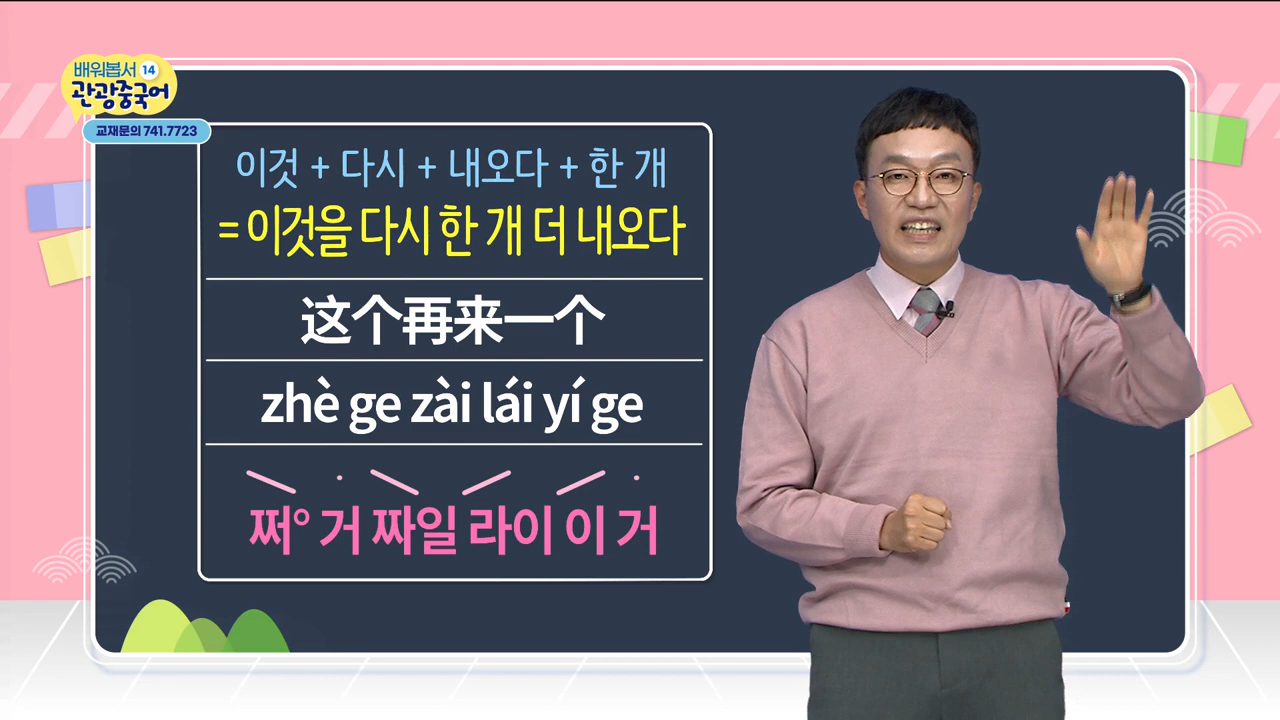 배워봅서 14
관광중국어
교재문의 741.7723
이것 + 다시 + 내오다 + 한 개
= 이것을 다시 한 개 더 내오다
这个再来一个
zhè ge zài lái yí ge
쩌° 거 짜일 라이 이 거